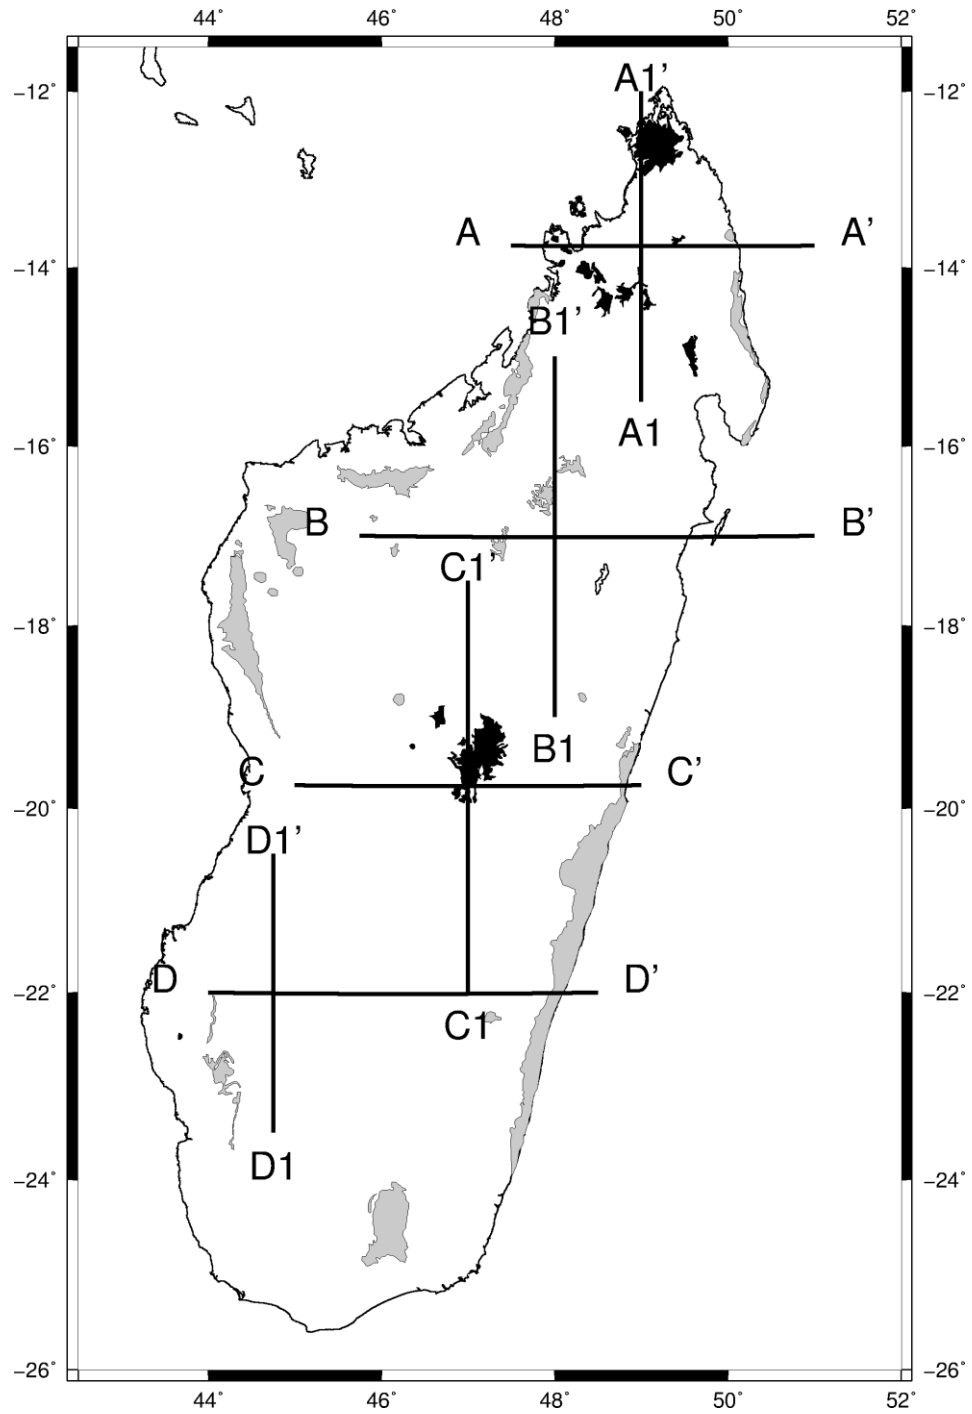 44˚ 46˚ 48˚ 50˚ 52˚
A1’
−12˚ −12˚
A A’
−14˚ −14˚
B1’
A1
−16˚ −16˚
B B’
C1’
−18˚ −18˚
B1
C C’
−20˚ −20˚
D1’
D D’
−22˚ −22˚
C1
D1
−24˚ −24˚
−26˚ −26˚
44˚ 46˚ 48˚ 50˚ 52˚